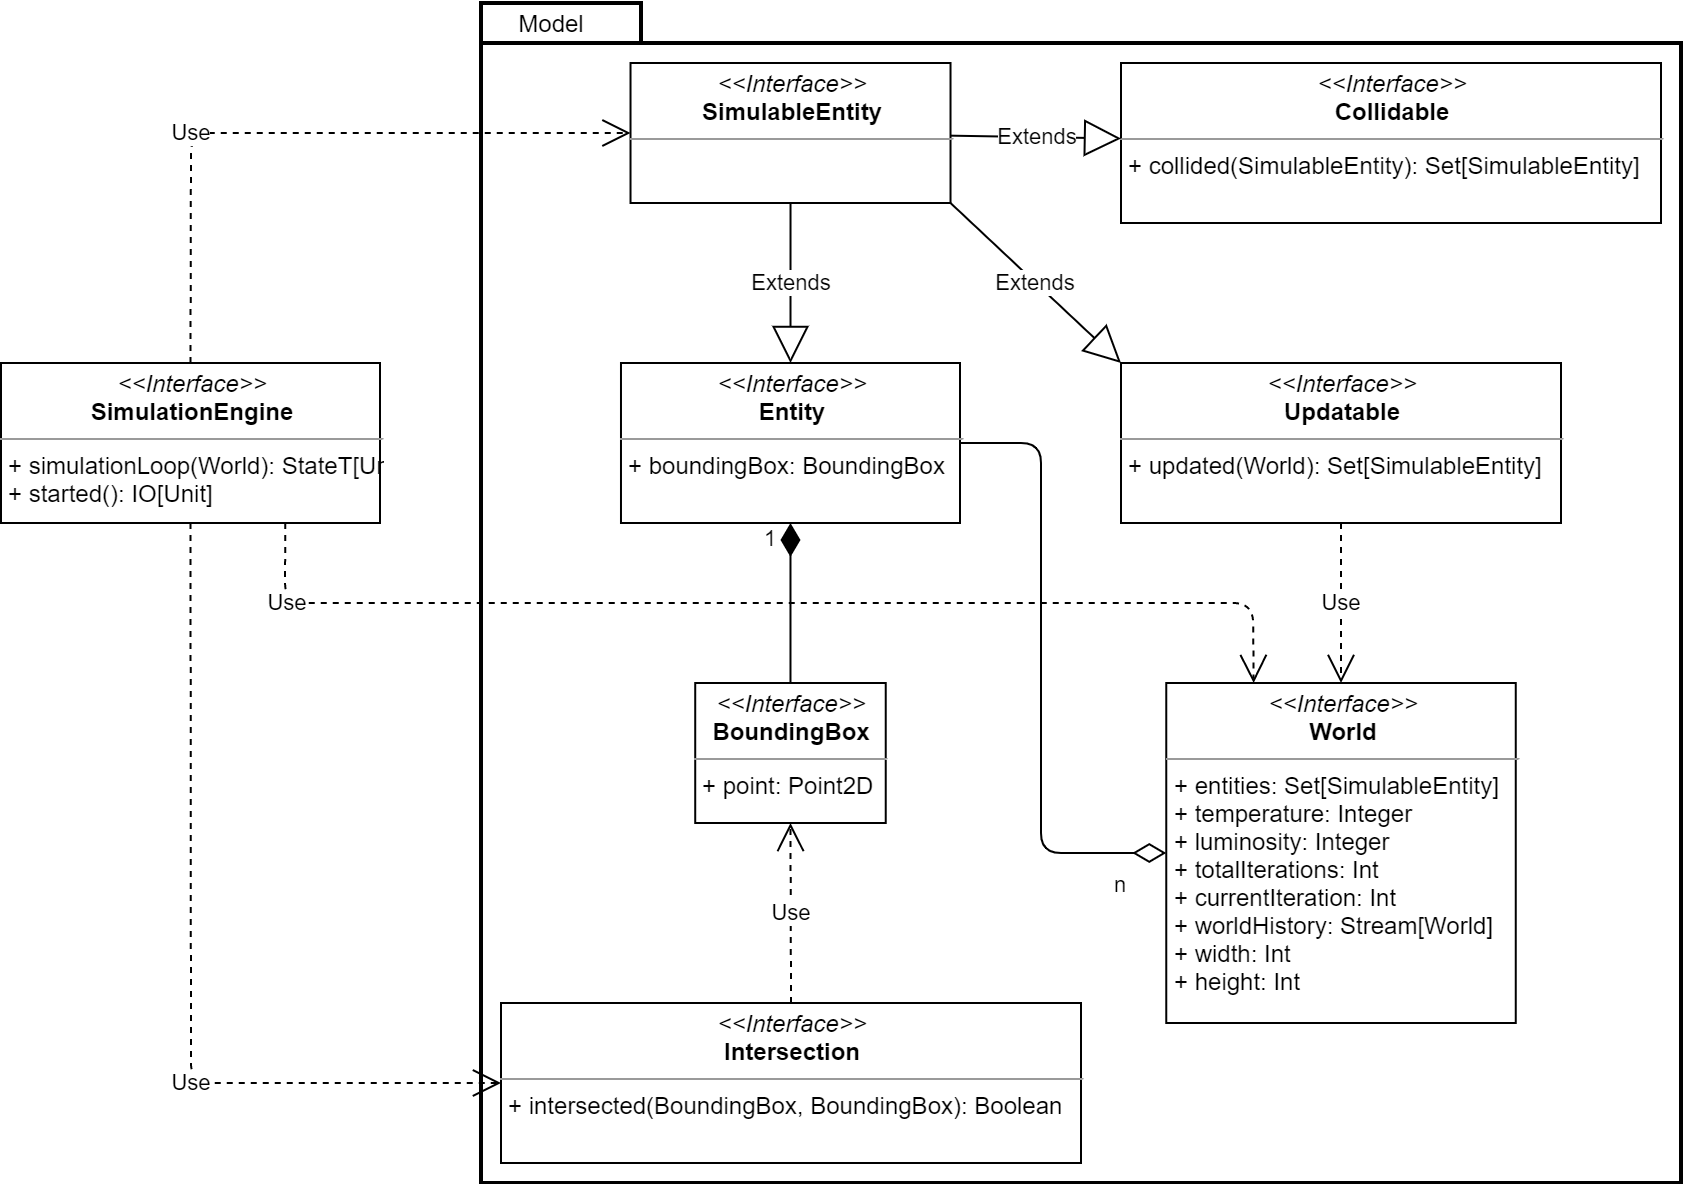 Model
<<Interface>>
SimulableEntity
<<Interface>>
Collidable
+ collided(SimulableEntity): Set[SimulableEntity]
Use
Extends
Extends
Extends
<<Interface>>
SimulationEngine
+ simulationLoop(World): StateT[Ur
+ started(): IO[Unit]
<<Interface>>
Entity
+ boundingBox: BoundingBox
<<Interface>>
Updatable
+ updated(World): Set[SimulableEntity]
1
Use
Use
<<Interface>>
BoundingBox
+ point: Point2D
<<Interface>>
World
+ entities: Set[SimulableEntity]
+ temperature: Integer
+ luminosity: Integer
+ totalIterations: Int
+ currentIteration: Int
+ worldHistory: Stream[World]
+ width: Int
+ height: Int
n
Use
<<Interface>>
Intersection
+ intersected(BoundingBox, BoundingBox): Boolean
Use